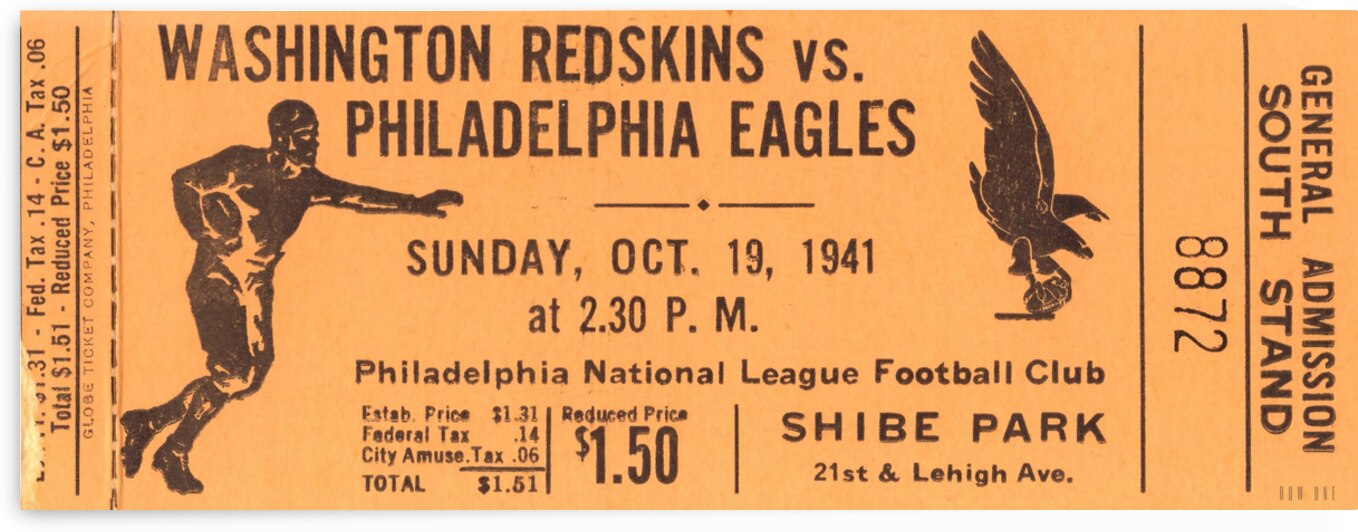 WASHINGTON REDSKINS VS.
PHILADELPHIA EAGLES
SUNDAY, OCT. 19, 1941
at 2.30 P. M.
Philadelphia National League Football Club
Estab. Price $1.31
Federal Tax .14
City Amuse. Tax .06
TOTAL $1.51
Reduced Price
$1.50
SHIBE PARK
21st & Lehigh Ave.
.31 - Fed. Tax .14 - C. A. Tax .06
Total $1.51 - Reduced Price $1.50
GLOBE TICKET COMPANY, PHILADELPHIA
8872
GENERAL ADMISSION
SOUTH STAND
ROW ONE